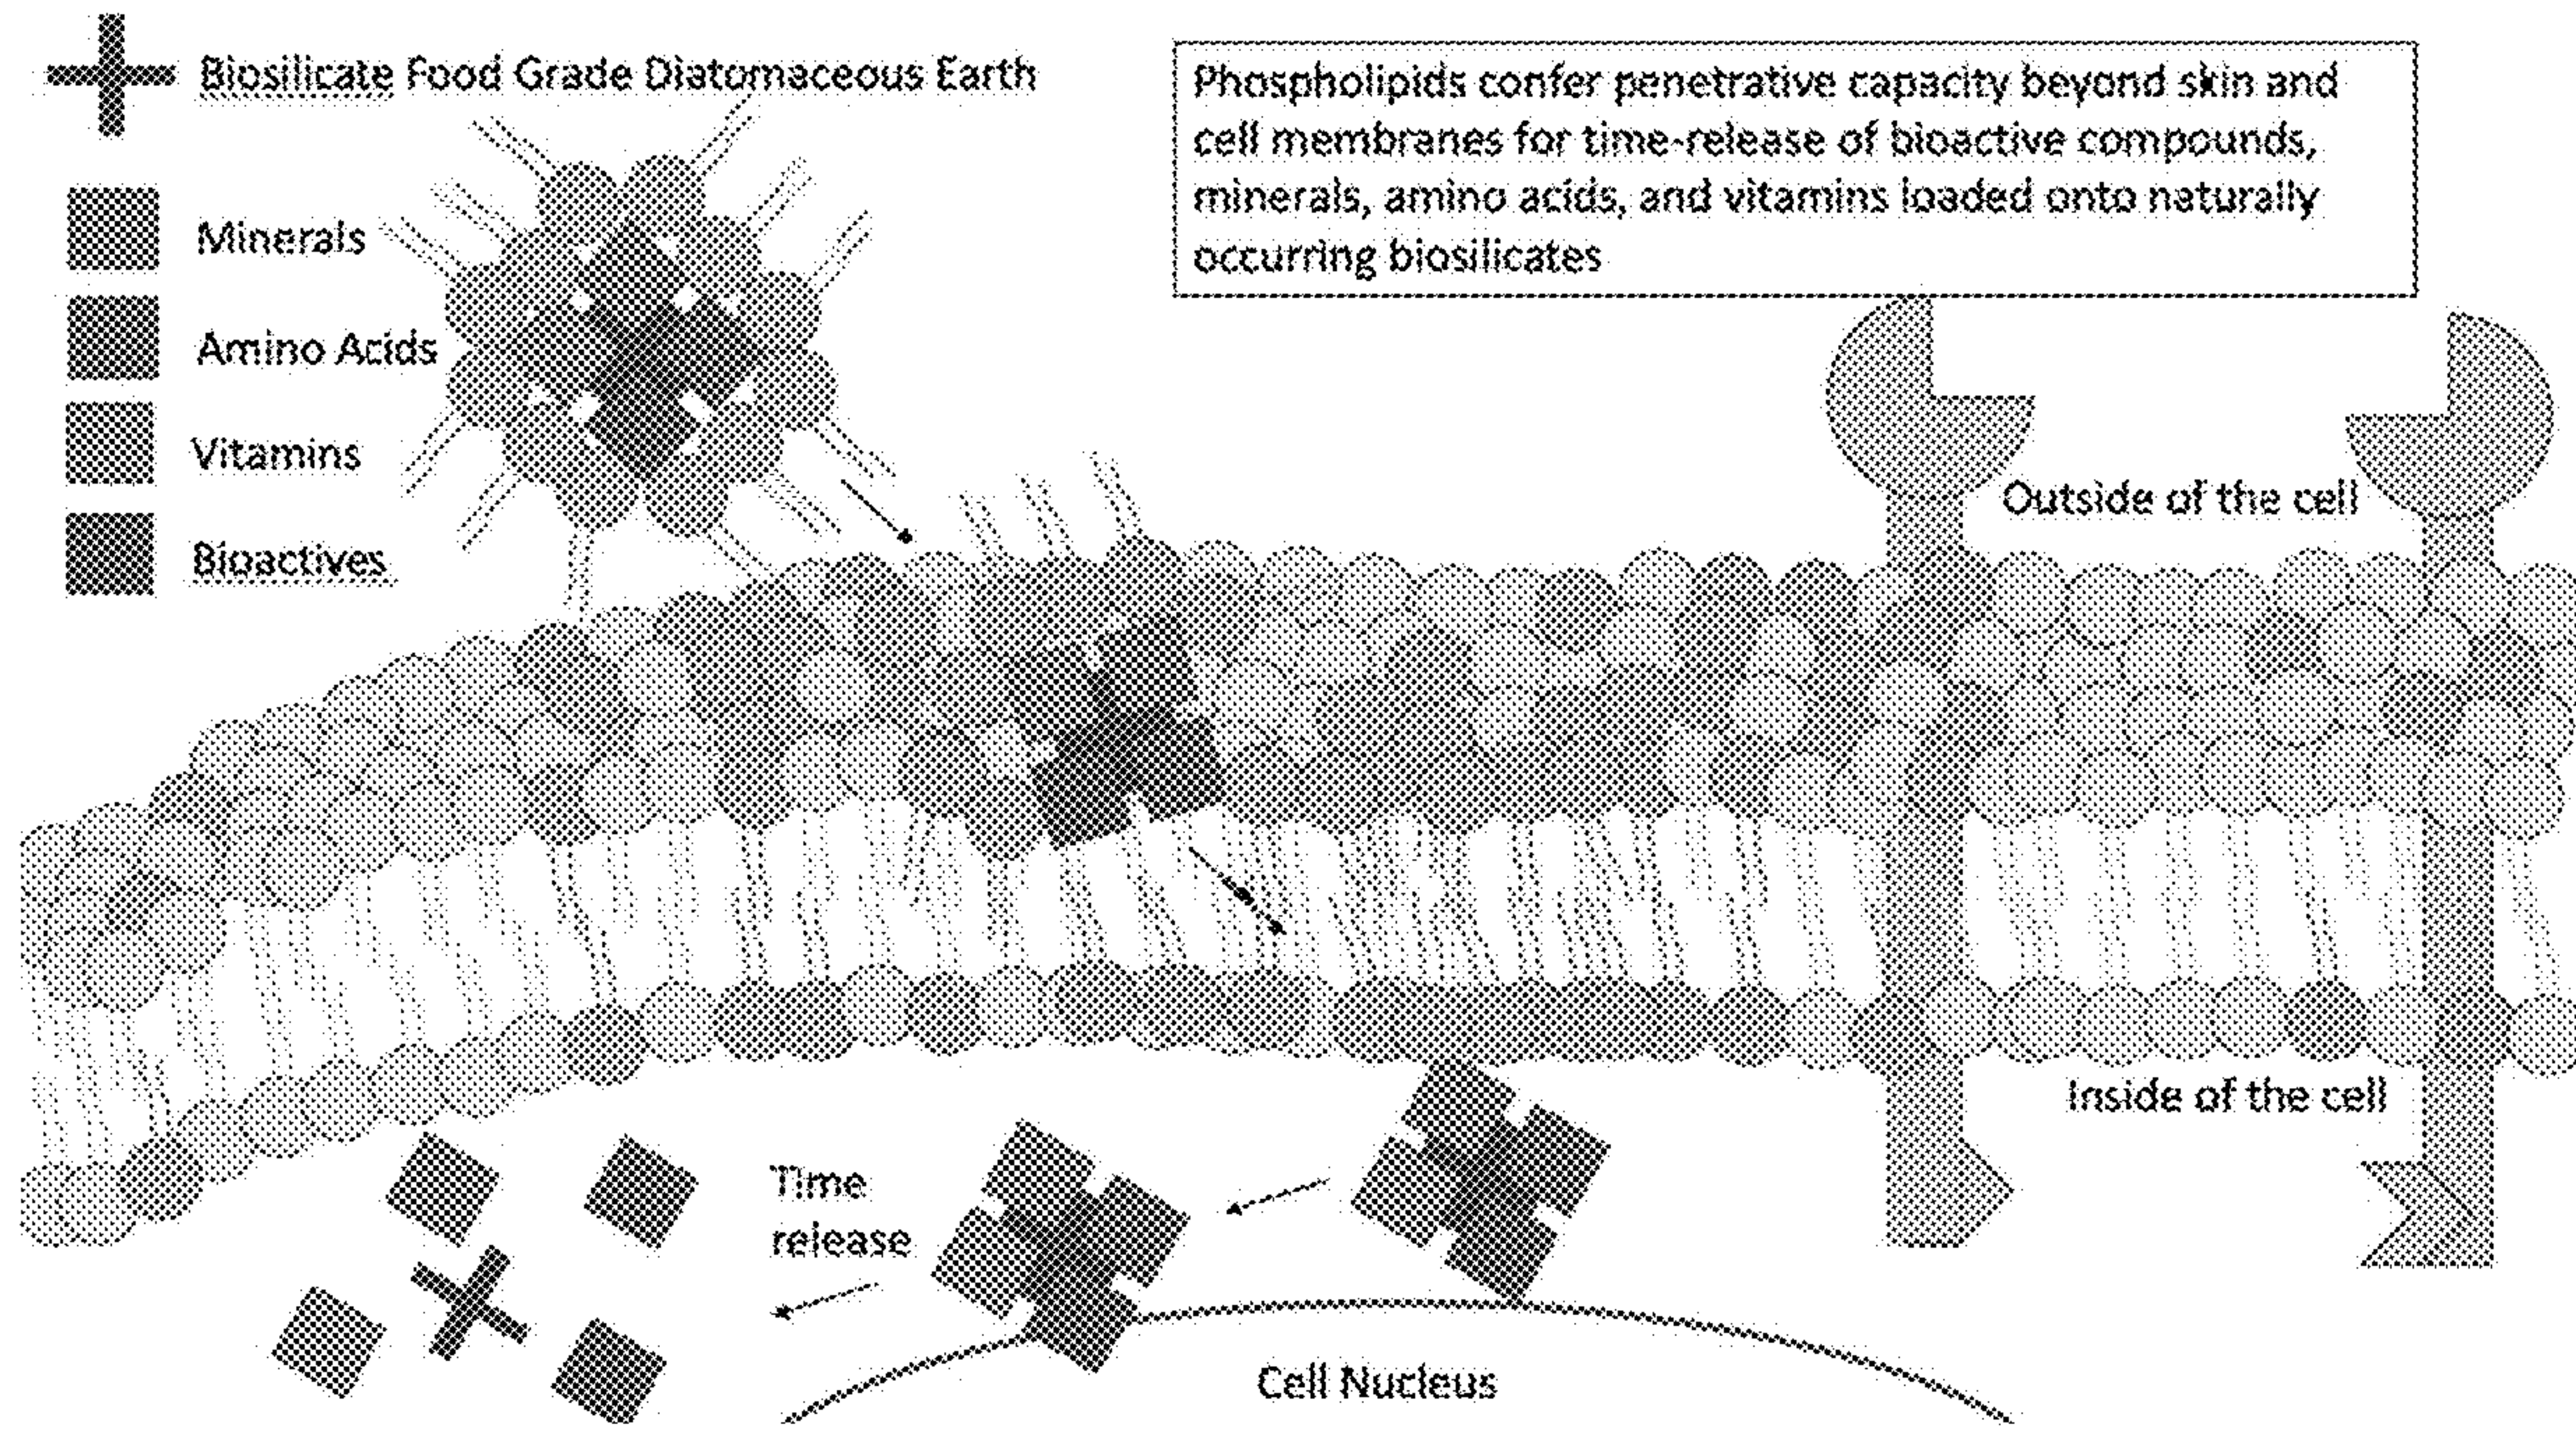 Biosilicate Food Grade Diatomaceous Earth
Minerals
Amino Acids
Vitamins
Bioactives
Phospholipids confer penetrative capacity beyond skin and
cell membranes for time-release of bioactive compounds,
minerals, amino acids, and vitamins loaded onto naturally
occurring biosilicates
Outside of the cell
Inside of the cell
Time
release
Cell Nucleus